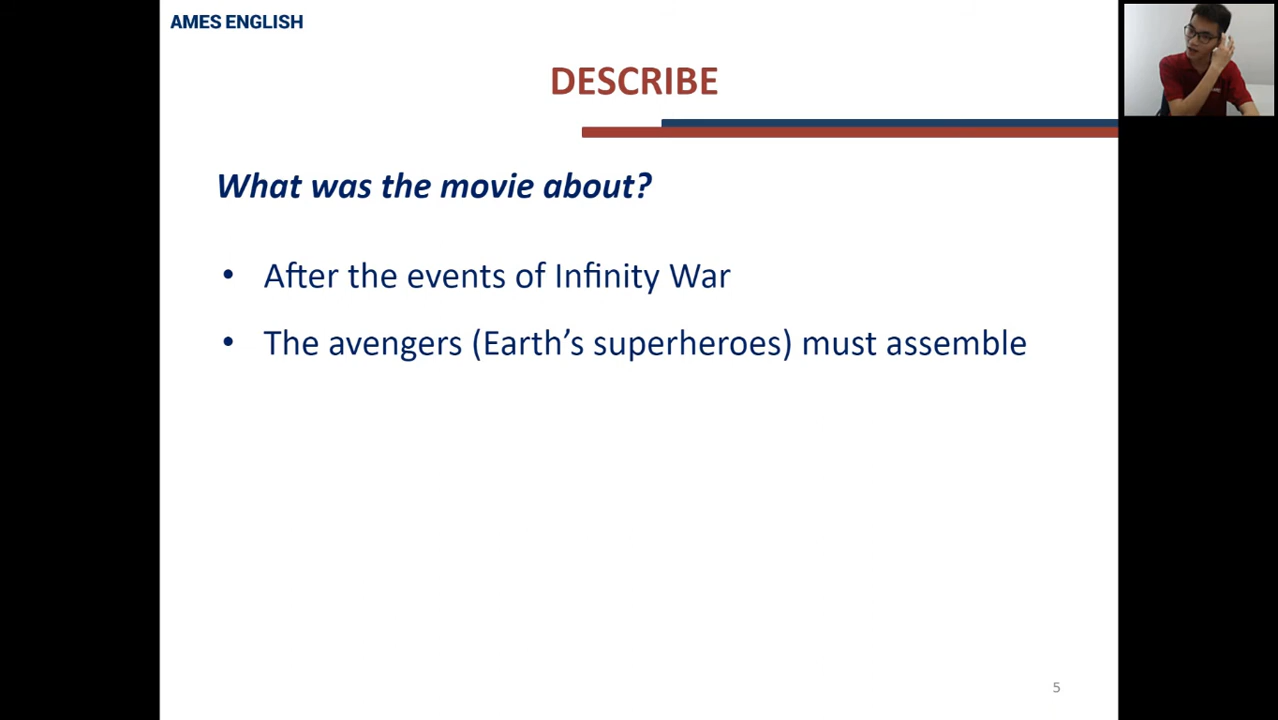 AMES ENGLISH
DESCRIBE
What was the movie about?
• After the events of Infinity War
• The avengers (Earth’s superheroes) must assemble
5